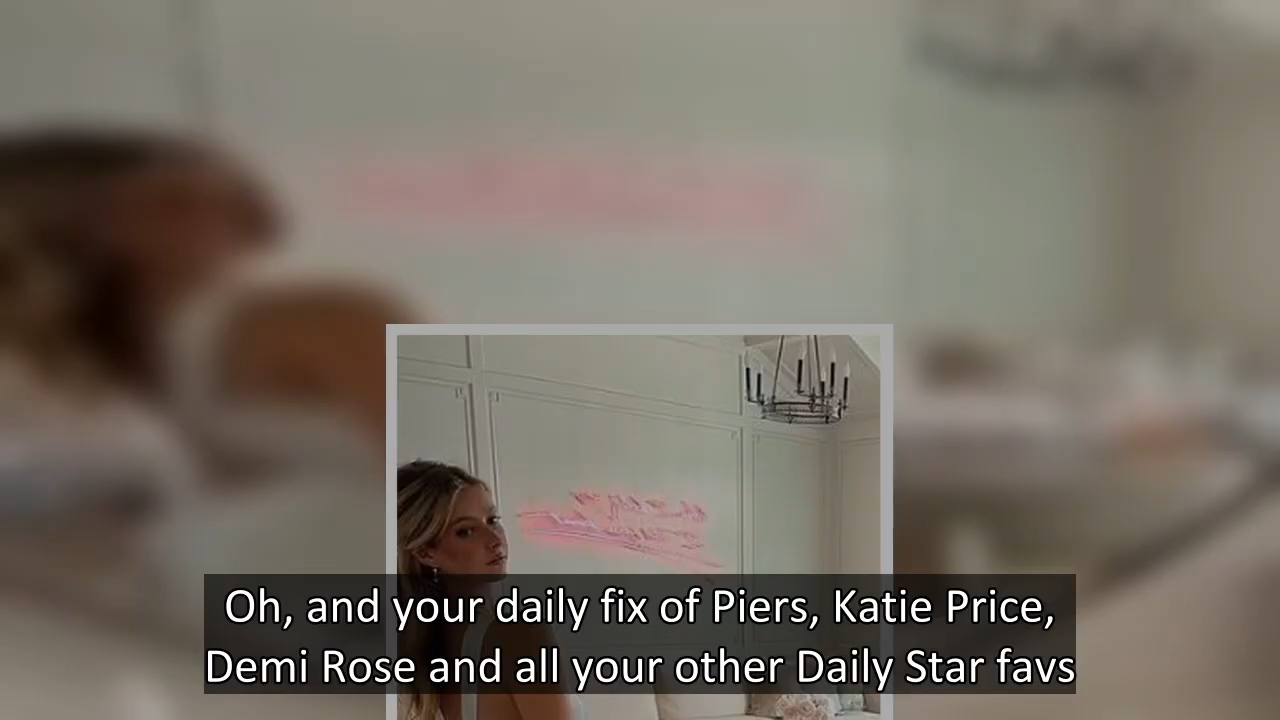 Oh, and your daily fix of Piers, Katie Price,
Demi Rose and all your other Daily Star favs